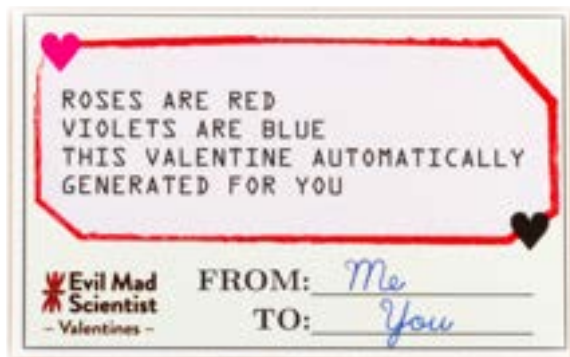 ROSES ARE RED
VIOLETS ARE BLUE
THIS VALENTINE AUTOMATICALLY
GENERATED FOR YOU
Evil Mad
Scientist
– Valentines –
FROM: Me
TO: You